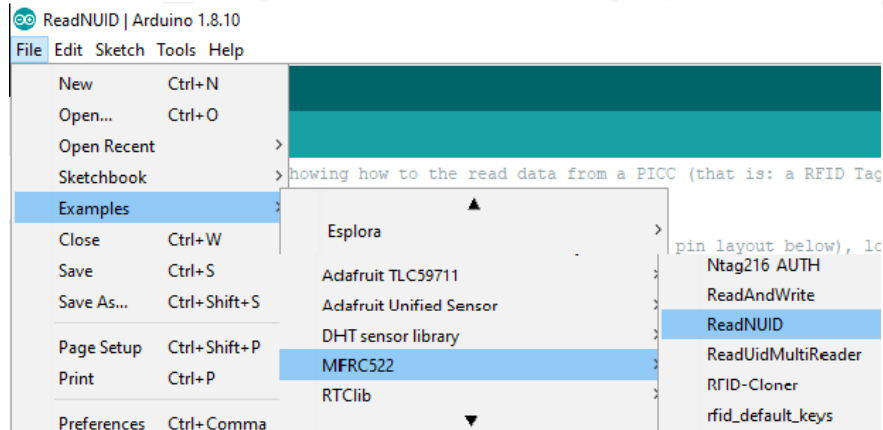 ReadNUID | Arduino 1.8.10
File Edit Sketch Tools Help
New Ctrl+N
Open... Ctrl+O
Open Recent
Sketchbook
Examples
Close Ctrl+W
Save Ctrl+S
Save As... Ctrl+Shift+S
Page Setup Ctrl+Shift+P
Print Ctrl+P
Preferences Ctrl+Comma
howing how to the read data from a PICC (that is: a RFID Tag
pin layout below), lo
Esplora
Adafruit TLC59711
Adafruit Unified Sensor
DHT sensor library
MFRC522
RTClib
Ntag216 AUTH
ReadAndWrite
ReadNUID
ReadUidMultiReader
RFID-Cloner
rfid_default_keys